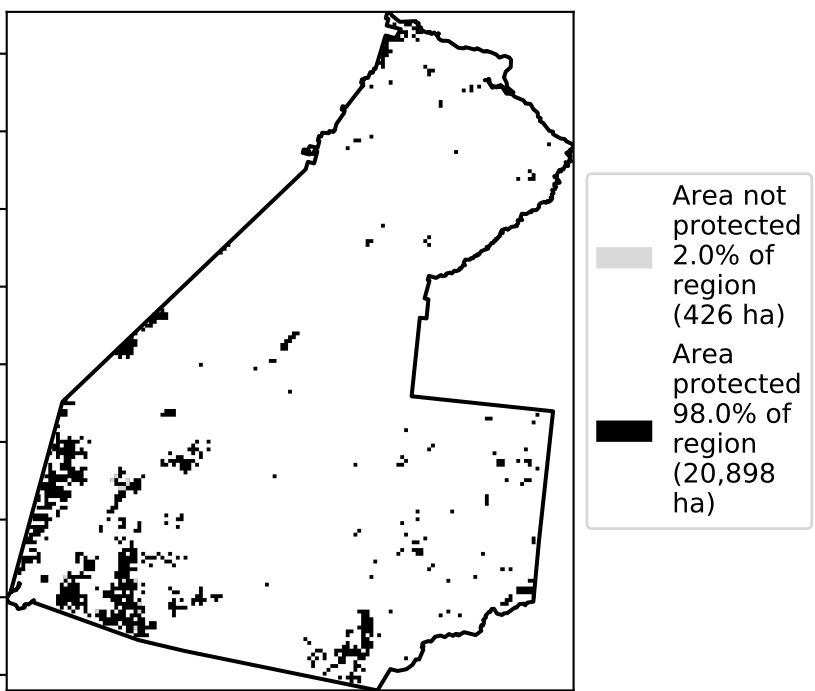 Area not
protected
2.0% of
region
(426 ha)
Area
protected
98.0% of
region
(20,898
ha)